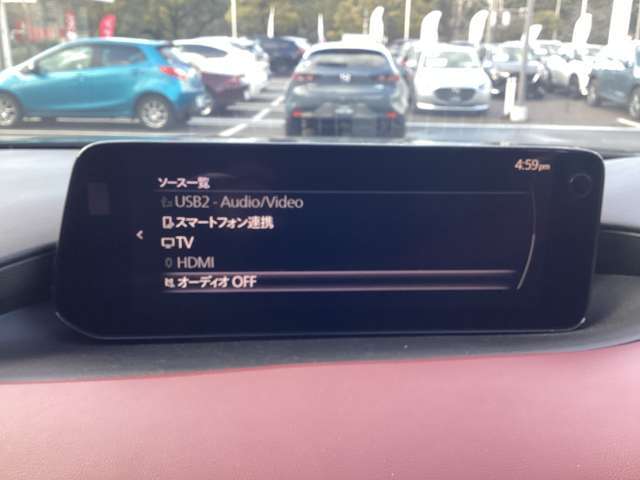 4:59pm
ソース一覧
USB2 - Audio/Video
スマートフォン連携
TV
HDMI
オーディオ OFF